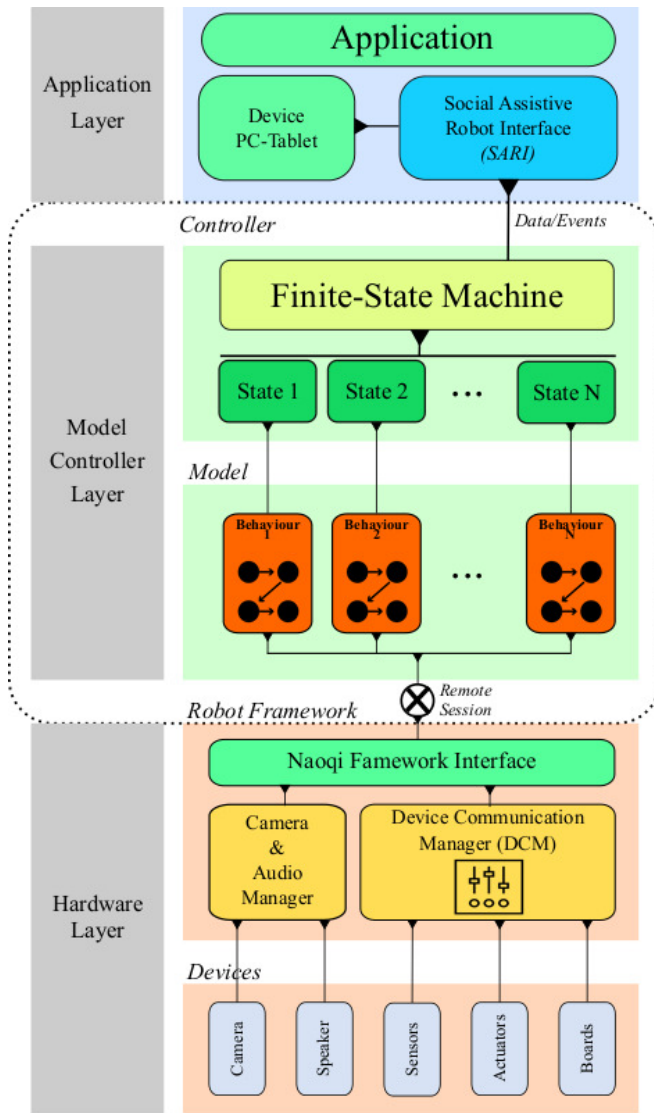 Application
Layer
Application
Device
PC-Tablet
Social Assistive
Robot Interface
(SARI)
Controller
Data/Events
Model
Controller
Layer
Finite-State Machine
State 1
State 2
...
State N
Model
Behaviour
1
Behaviour
2
...
Behaviour
N
Remote
Session
Robot Framework
Hardware
Layer
Naoqi Famework Interface
Camera
&
Audio
Manager
Device Communication
Manager (DCM)
Devices
Camera
Speaker
Sensors
Actuators
Boards